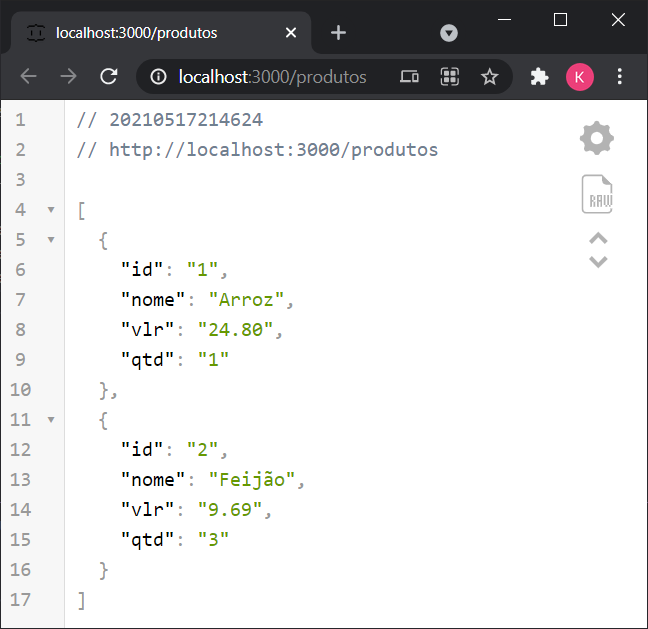 localhost:3000/produtos
localhost:3000/produtos
K
1 // 20210517214624
2 // http://localhost:3000/produtos
3
4 [
5 {
6 "id": "1",
7 "nome": "Arroz",
8 "vlr": "24.80",
9 "qtd": "1"
10 },
11 {
12 "id": "2",
13 "nome": "Feijão",
14 "vlr": "9.69",
15 "qtd": "3"
16 }
17 ]
RAW